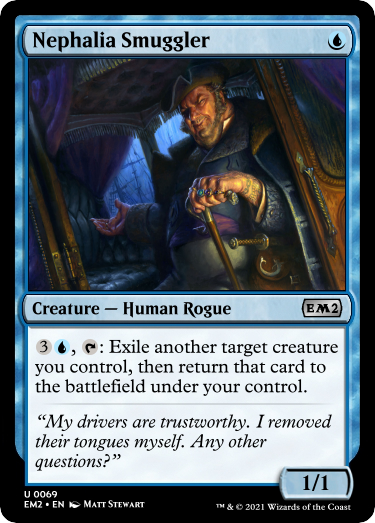 Nephalia Smuggler
Creature — Human Rogue
EM2
3 , : Exile another target creature
you control, then return that card to
the battlefield under your control.
“My drivers are trustworthy. I removed
their tongues myself. Any other
questions?”
1/1
U 0069
EM2 • EN Matt Stewart
™ & © 2021 Wizards of the Coast